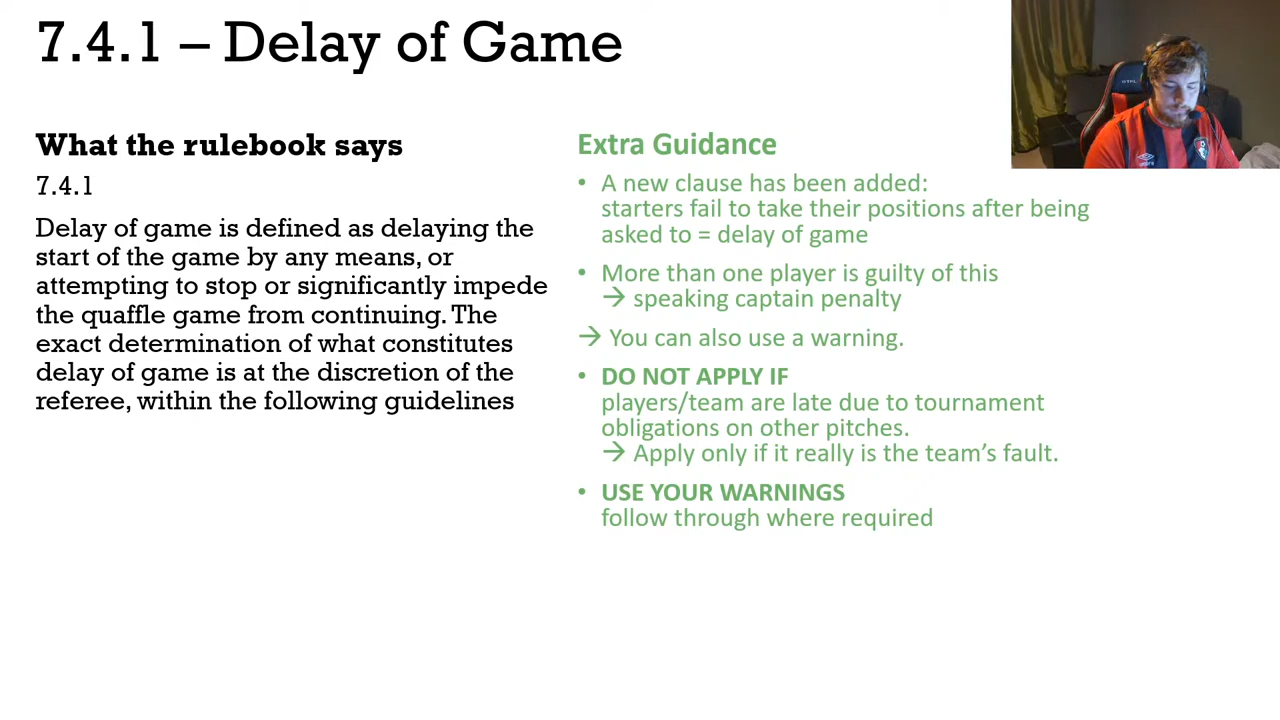 7.4.1 – Delay of Game
What the rulebook says
7.4.1
Delay of game is defined as delaying the
start of the game by any means, or
attempting to stop or significantly impede
the quaffle game from continuing. The
exact determination of what constitutes
delay of game is at the discretion of the
referee, within the following guidelines
Extra Guidance
• A new clause has been added:
starters fail to take their positions after being
asked to = delay of game
• More than one player is guilty of this
→ speaking captain penalty
→ You can also use a warning.
• DO NOT APPLY IF
players/team are late due to tournament
obligations on other pitches.
→ Apply only if it really is the team’s fault.
• USE YOUR WARNINGS
follow through where required